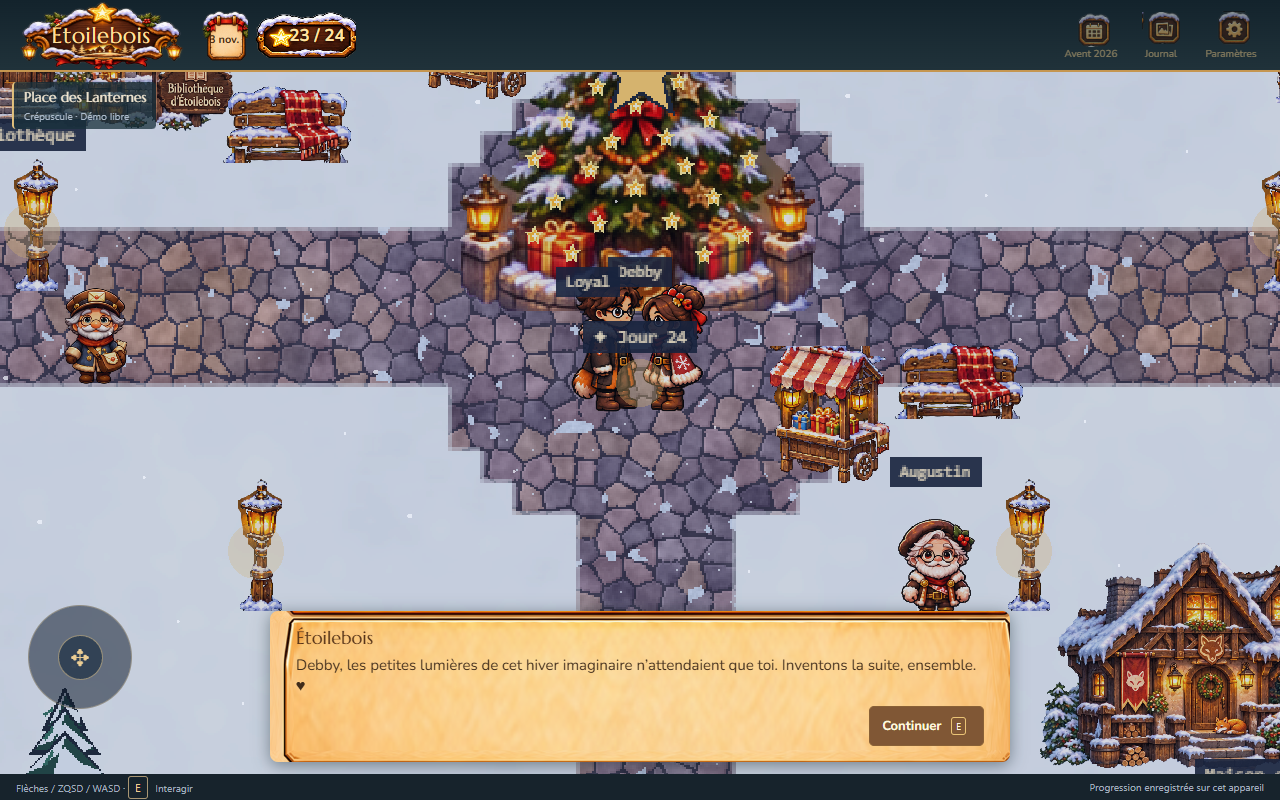 Étoilebois
3 nov.
23 / 24
Avent 2026
Journal
Paramètres
Place des Lanternes
Crépuscule · Démo libre
Bibliothèque
d'Étoilebois
Debby
Loyal
Jour 24
Augustin
Étoilebois
Debby, les petites lumières de cet hiver imaginaire n'attendaient que toi. Inventons la suite, ensemble.
♥
Continuer E
Flèches / ZQSD / WASD · E Interagir
Progression enregistrée sur cet appareil